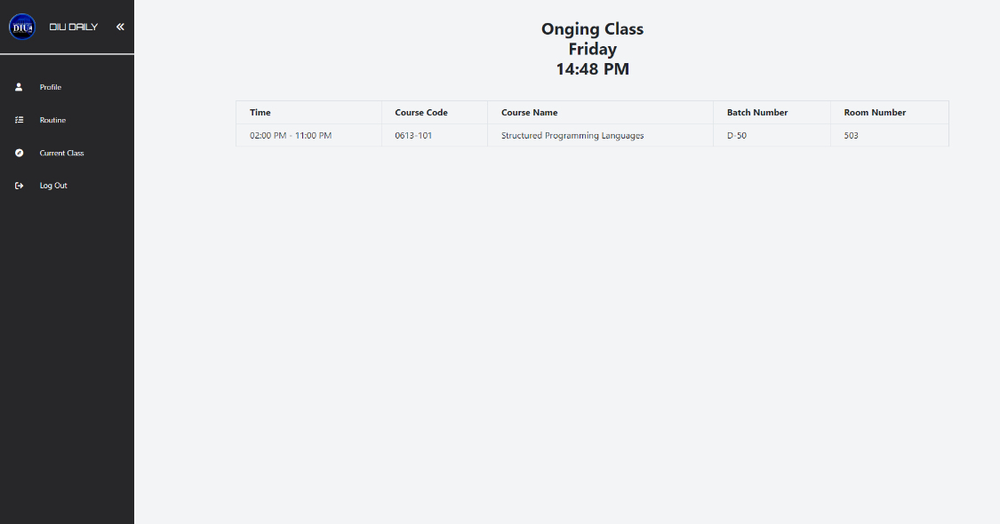 DIU
DIU DAILY
Profile
Routine
Current Class
Log Out
Onging Class
Friday
14:48 PM
Time Course Code Course Name Batch Number Room Number
02:00 PM - 11:00 PM 0613-101 Structured Programming Languages D-50 503